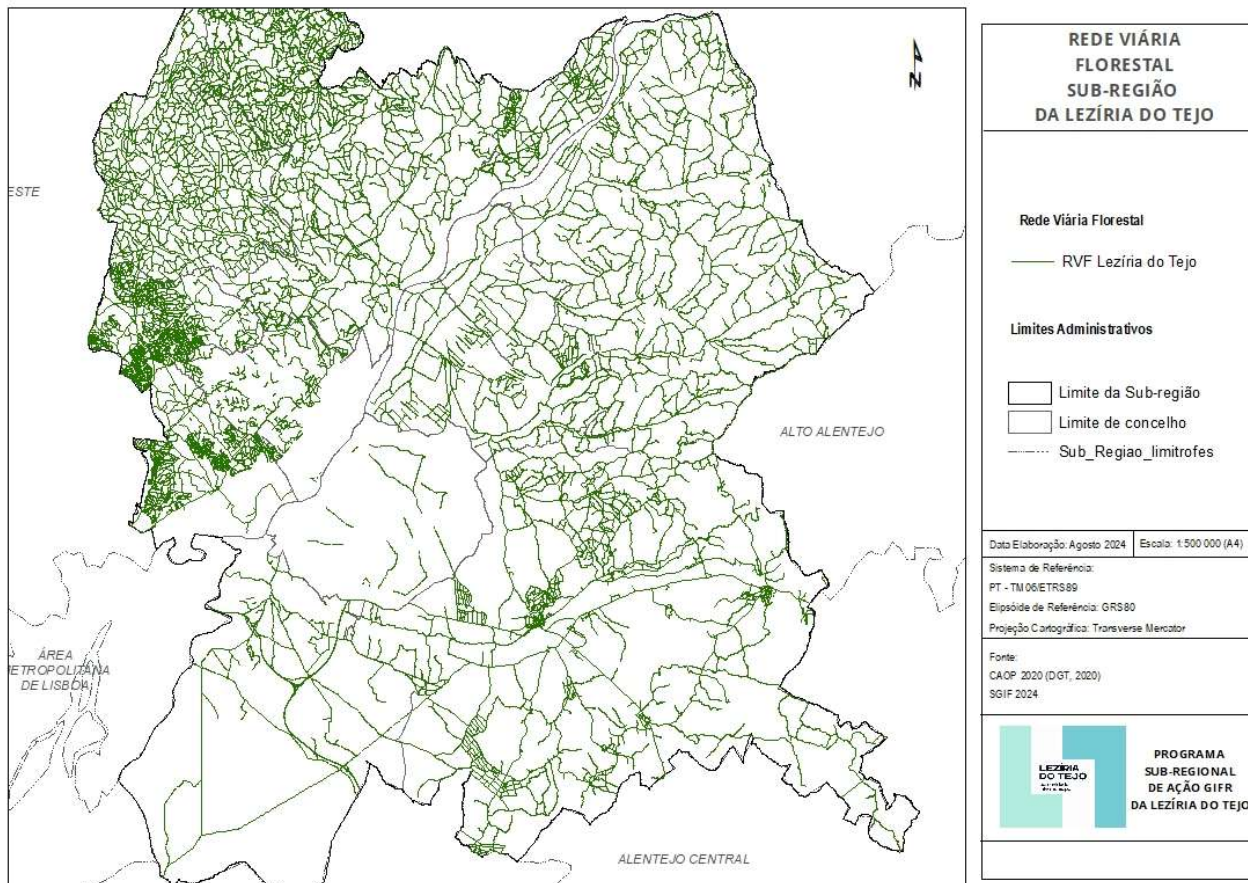 REDE VIÁRIA
FLORESTAL
SUB-REGIÃO
DA LEZÍRIA DO TEJO
N
ESTE
Rede Viária Florestal
RVF Lezíria do Tejo
Limites Administrativos
Limite da Sub-região
Limite de concelho
Sub_Regiao_limitrofes
ALTO ALENTEJO
Data Elaboração: Agosto 2024
Escala: 1:500 000 (A4)
Sistema de Referência:
PT - TM 06/ETRS89
Elipsóide de Referência: GRS80
Projeção Cartográfica: Transverse Mercator
ÁREA
METROPOLITANA
DE LISBOA
Fonte:
CAOP 2020 (DGT, 2020)
SGIF 2024
LEZÍRIA
DO TEJO
PROGRAMA
SUB-REGIONAL
DE AÇÃO GIFR
DA LEZÍRIA DO TEJO
ALENTEJO CENTRAL